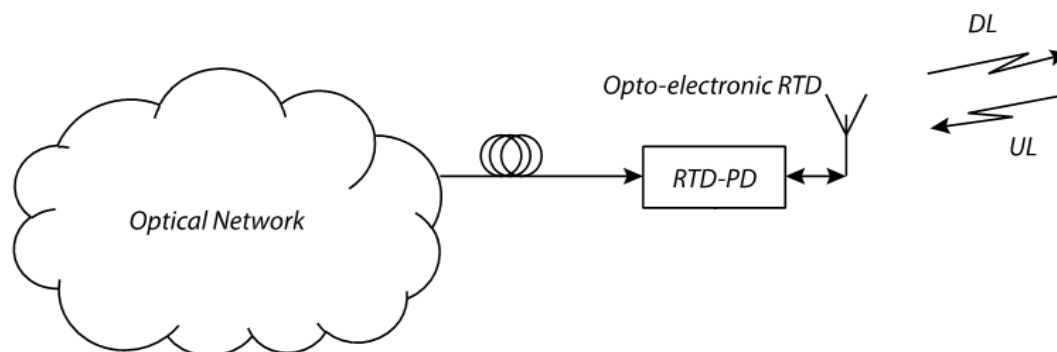 DL
Opto-electronic RTD
UL
RTD-PD
Optical Network